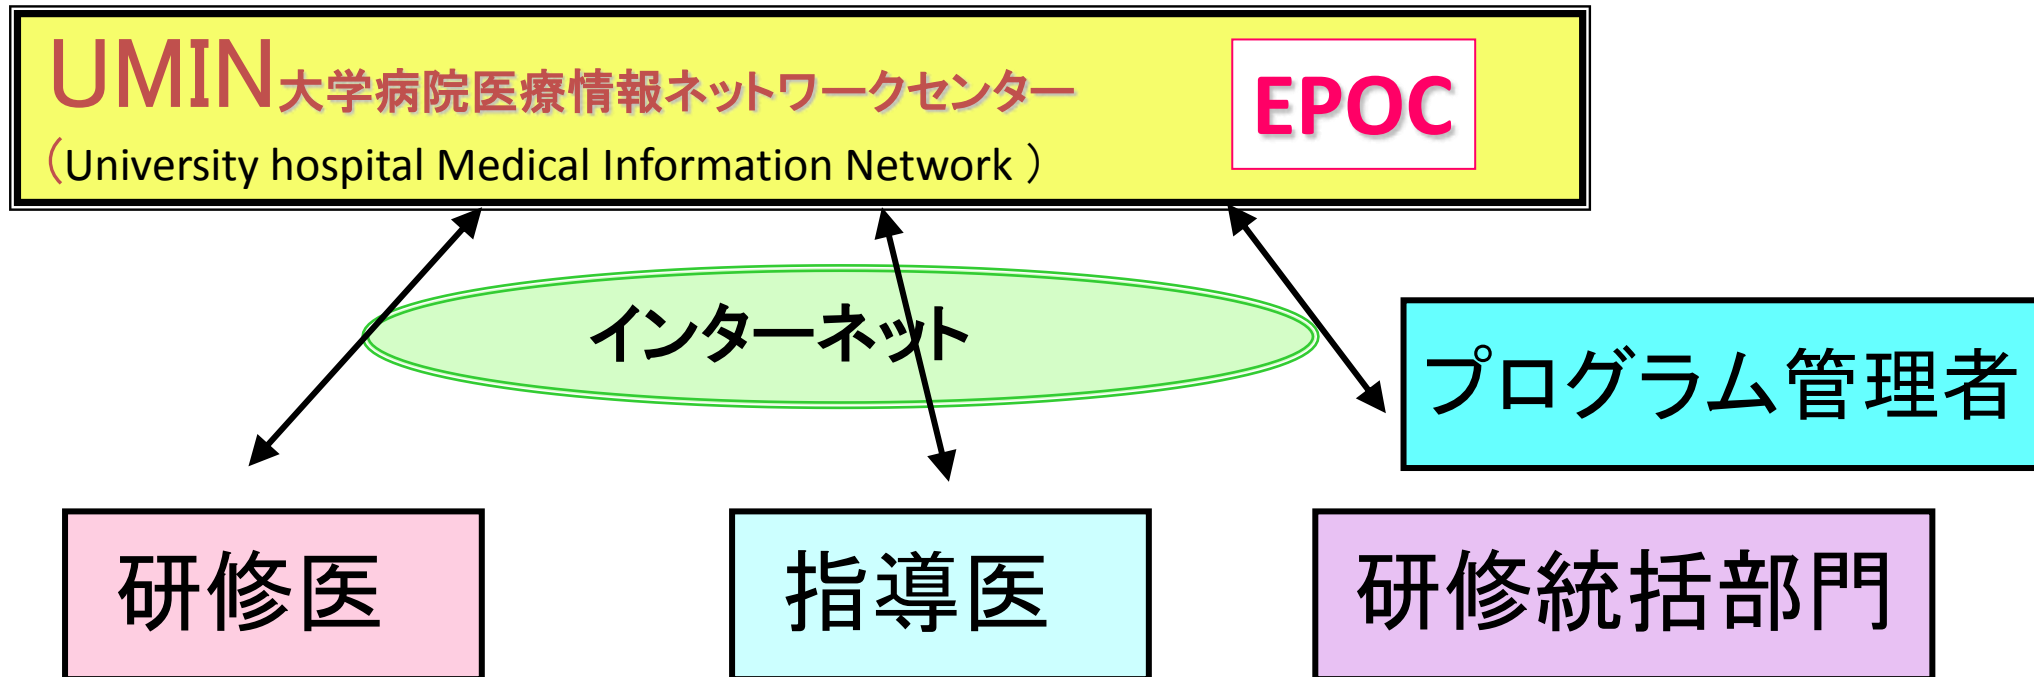 UMIN大学病院医療情報ネットワークセンター
（University hospital Medical Information Network ）
EPOC
インターネット
プログラム管理者
研修医
指導医
研修統括部門